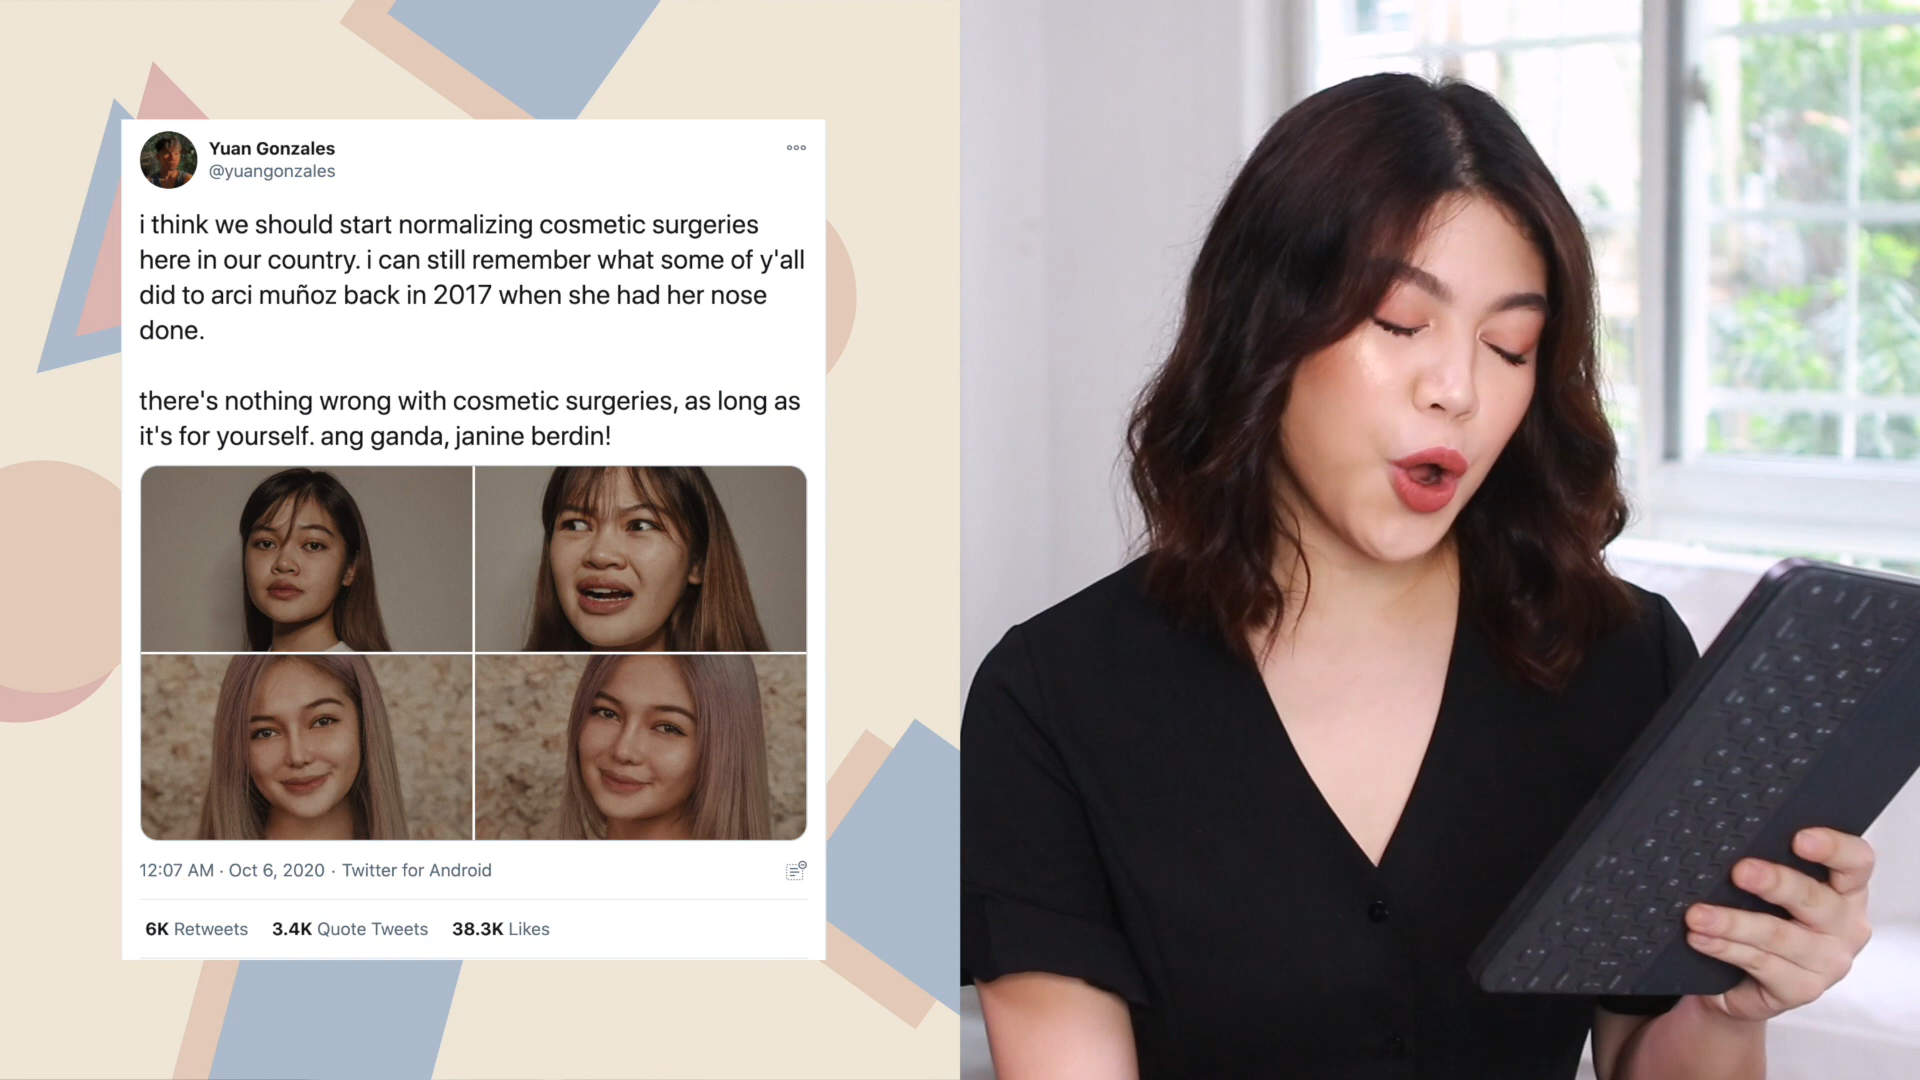 Yuan Gonzales
@yuangonzales
i think we should start normalizing cosmetic surgeries
here in our country. i can still remember what some of y'all
did to arci muñoz back in 2017 when she had her nose
done.
there's nothing wrong with cosmetic surgeries, as long as
it's for yourself. ang ganda, janine berdin!
12:07 AM · Oct 6, 2020 · Twitter for Android
6K Retweets 3.4K Quote Tweets 38.3K Likes